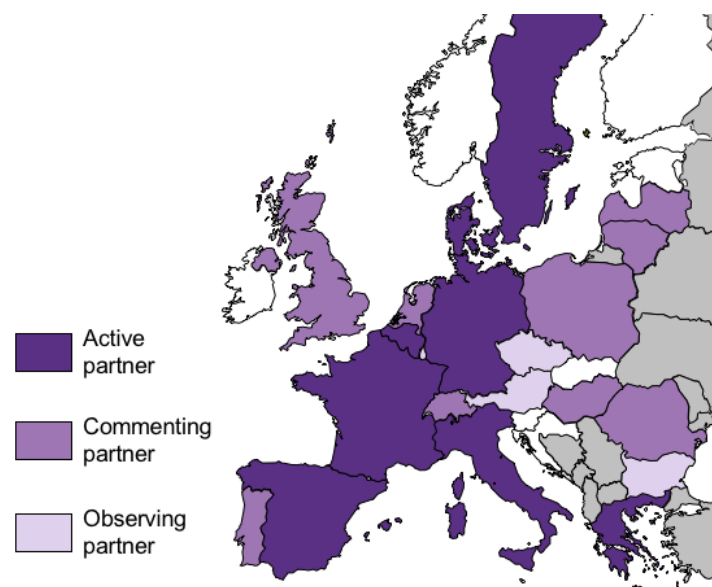 Active
partner
Commenting
partner
Observing
partner